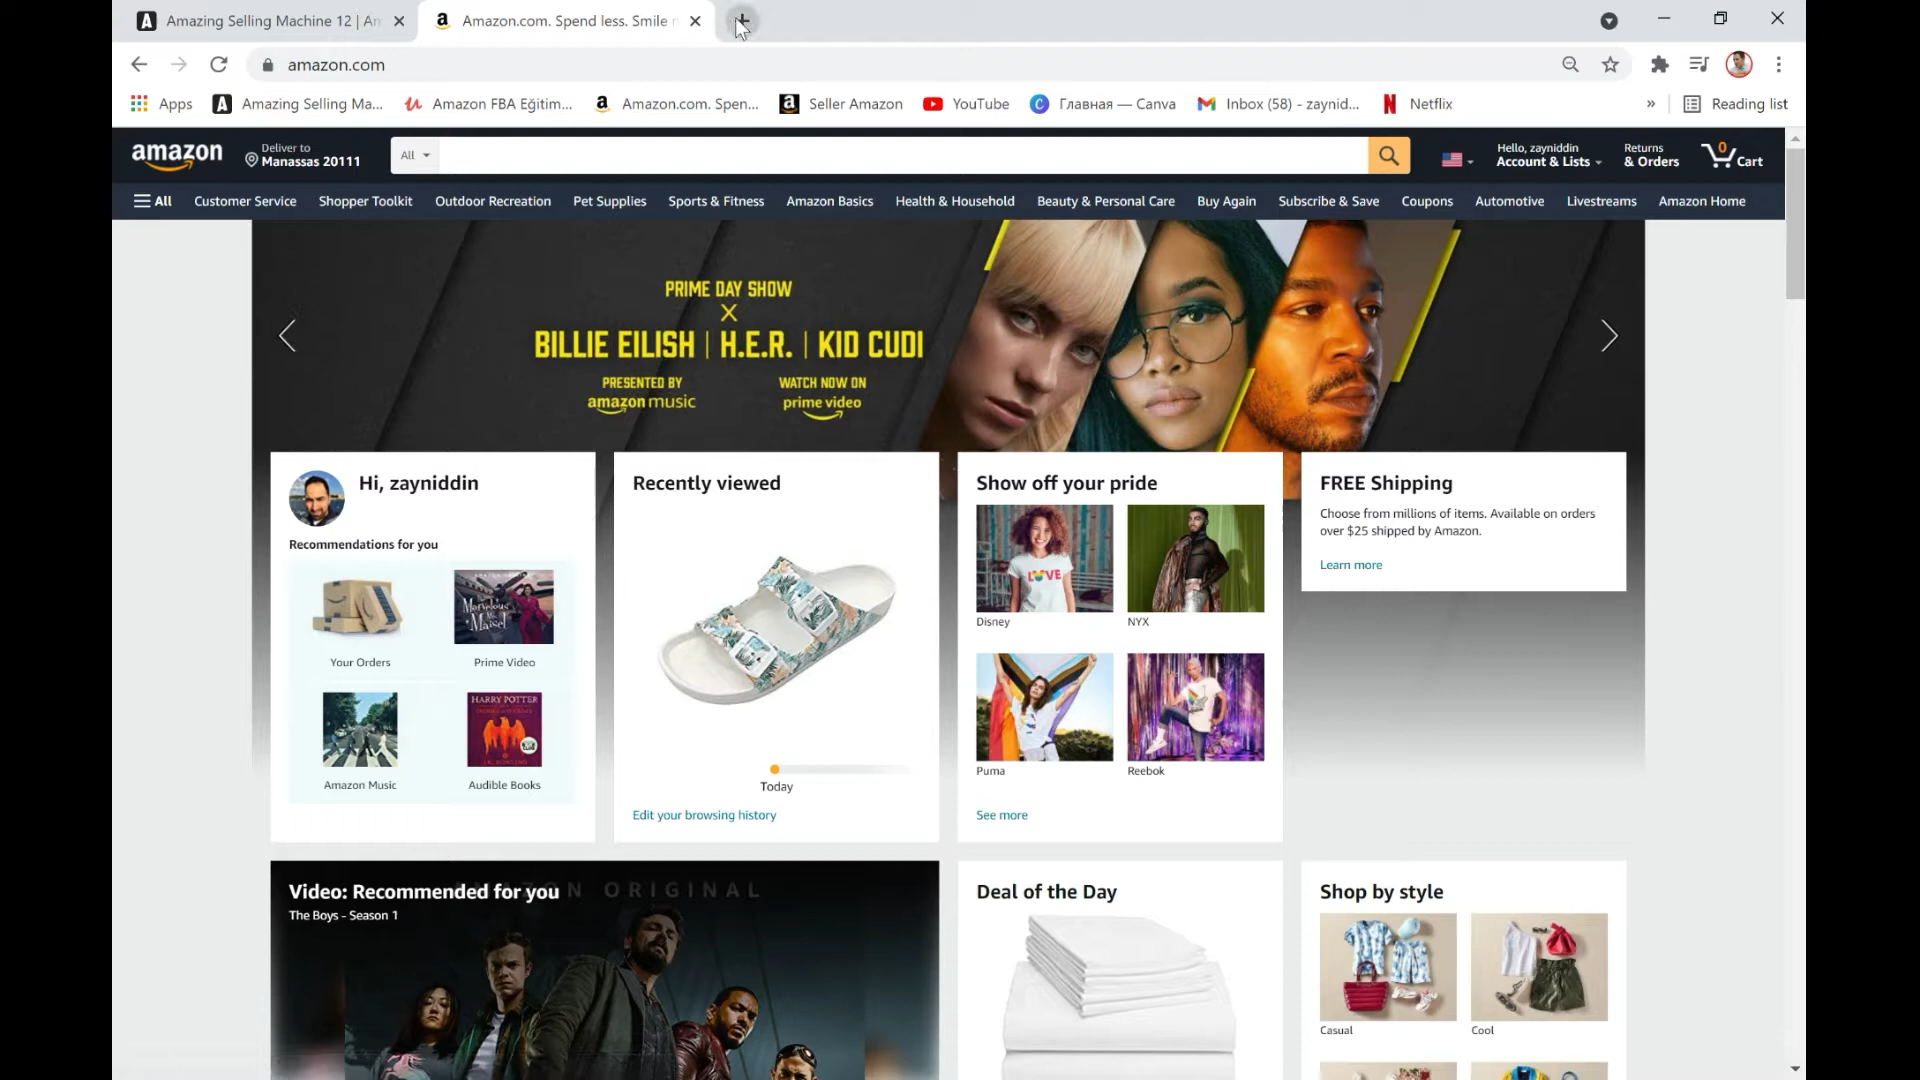 Amazing Selling Machine 12 | Am
Amazon.com. Spend less. Smile m
amazon.com
Apps
Amazing Selling Ma...
Amazon FBA Eğitim...
Amazon.com. Spen...
Seller Amazon
YouTube
Главная — Canva
Inbox (58) - zaynid...
Netflix
»
Reading list
amazon
Deliver to
Manassas 20111
All
Hello, zayniddin
Account & Lists
Returns
& Orders
0
Cart
All
Customer Service
Shopper Toolkit
Outdoor Recreation
Pet Supplies
Sports & Fitness
Amazon Basics
Health & Household
Beauty & Personal Care
Buy Again
Subscribe & Save
Coupons
Automotive
Livestreams
Amazon Home
PRIME DAY SHOW
X
BILLIE EILISH | H.E.R. | KID CUDI
PRESENTED BY
amazon music
WATCH NOW ON
prime video
Hi, zayniddin
Recommendations for you
Marvelous
Mrs. Maisel
Your Orders
Prime Video
HARRY POTTER
Amazon Music
Audible Books
Recently viewed
Today
Edit your browsing history
Show off your pride
LOVE
Disney
NYX
Puma
Reebok
See more
FREE Shipping
Choose from millions of items. Available on orders
over $25 shipped by Amazon.
Learn more
Video: Recommended for you
N ORIGINAL
The Boys - Season 1
Deal of the Day
Shop by style
Casual
Cool